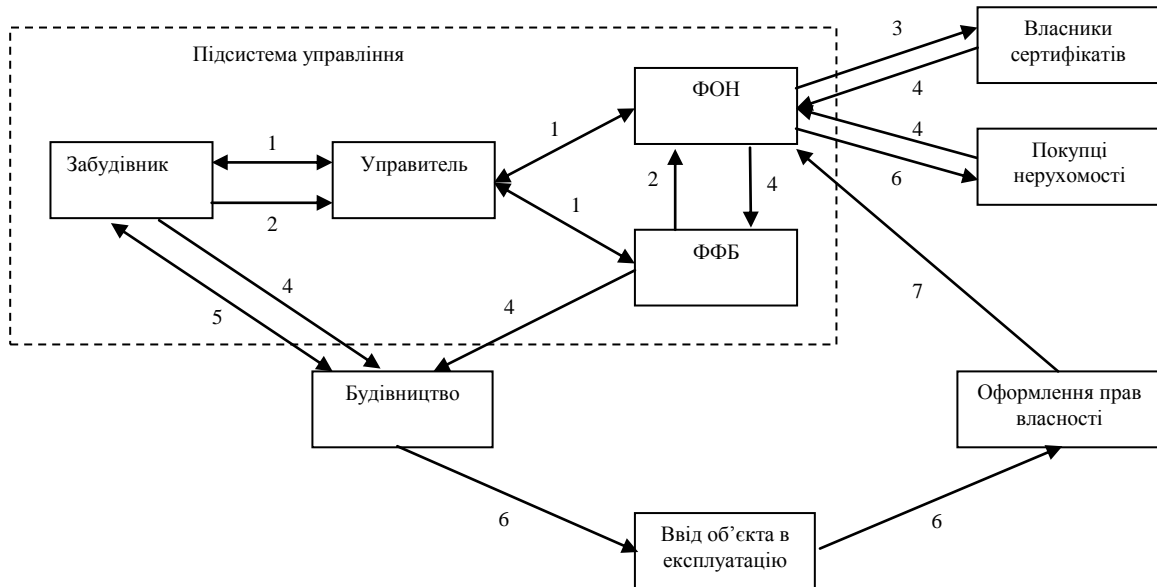 3
Власники
сертифікатів
Підсистема управління
ФОН
4
1
4
Покупці
нерухомості
Забудівник
1
Управитель
6
2
4
2
1
ФФБ
4
4
7
5
Будівництво
Оформлення прав
власності
6
6
Ввід об’єкта в
експлуатацію